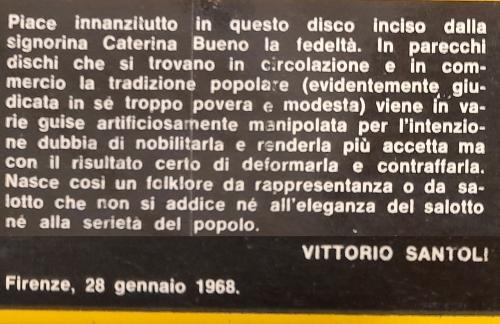 Piace innanzitutto in questo disco inciso dalla
signorina Caterina Bueno la fedeltà. In parecchi
dischi che si trovano in circolazione e in com-
mercio la tradizione popolare (evidentemente giu-
dicata in sé troppo povera e modesta) viene in va-
rie guise artificiosamente manipolata per l'intenzio-
ne dubbia di nobilitarla e renderla più accetta ma
con il risultato certo di deformarla e contraffarla.
Nasce così un folklore da rappresentanza o da sa-
lotto che non si addice né all'eleganza del salotto
né alla serietà del popolo.
VITTORIO SANTOLI
Firenze, 28 gennaio 1968.